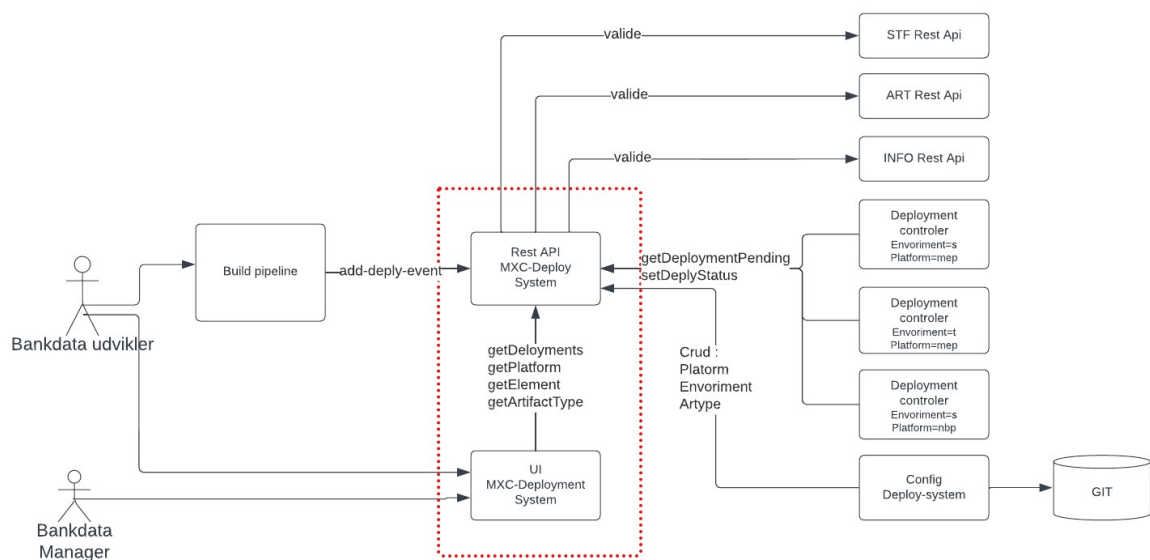 valide
STF Rest Api
valide
ART Rest Api
valide
INFO Rest Api
Bankdata udvikler
Build pipeline
add-deply-event
Rest API
MXC-Deploy
System
getDeploymentPending
setDeplyStatus
Deployment
controler
Envoriment=s
Platform=mep
Deployment
controler
Envoriment=t
Platform=mep
Deployment
controler
Envoriment=s
Platform=nbp
getDeloyments
getPlatform
getElement
getArtifactType
Crud :
Platorm
Envoriment
Artype
UI
MXC-Deployment
System
Config
Deploy-system
GIT
Bankdata
Manager